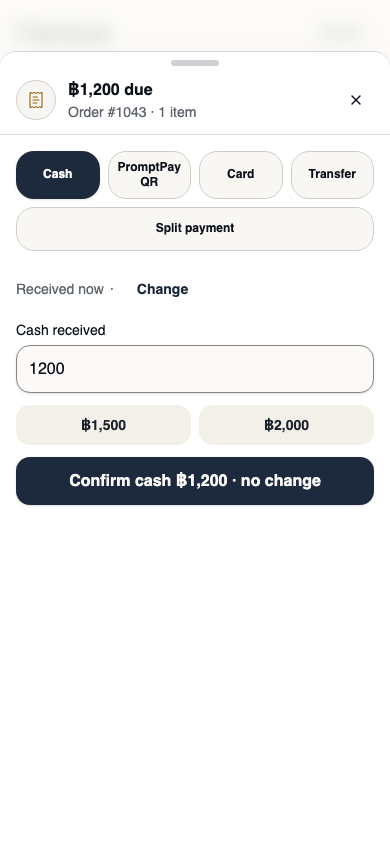 ฿1,200 due
Order #1043 · 1 item
Cash
PromptPay
QR
Card
Transfer
Split payment
Received now ·
Change
Cash received
1200
฿1,500
฿2,000
Confirm cash ฿1,200 · no change